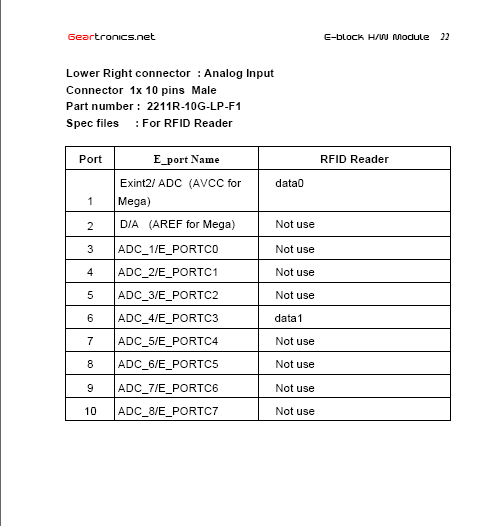 Geartronics.net E-block H/W Module 22
Lower Right connector : Analog Input
Connector 1x 10 pins Male
Part number : 2211R-10G-LP-F1
Spec files : For RFID Reader
Port E_port Name RFID Reader
1 Exint2/ ADC (AVCC for Mega) data0
2 D/A (AREF for Mega) Not use
3 ADC_1/E_PORTC0 Not use
4 ADC_2/E_PORTC1 Not use
5 ADC_3/E_PORTC2 Not use
6 ADC_4/E_PORTC3 data1
7 ADC_5/E_PORTC4 Not use
8 ADC_6/E_PORTC5 Not use
9 ADC_7/E_PORTC6 Not use
10 ADC_8/E_PORTC7 Not use